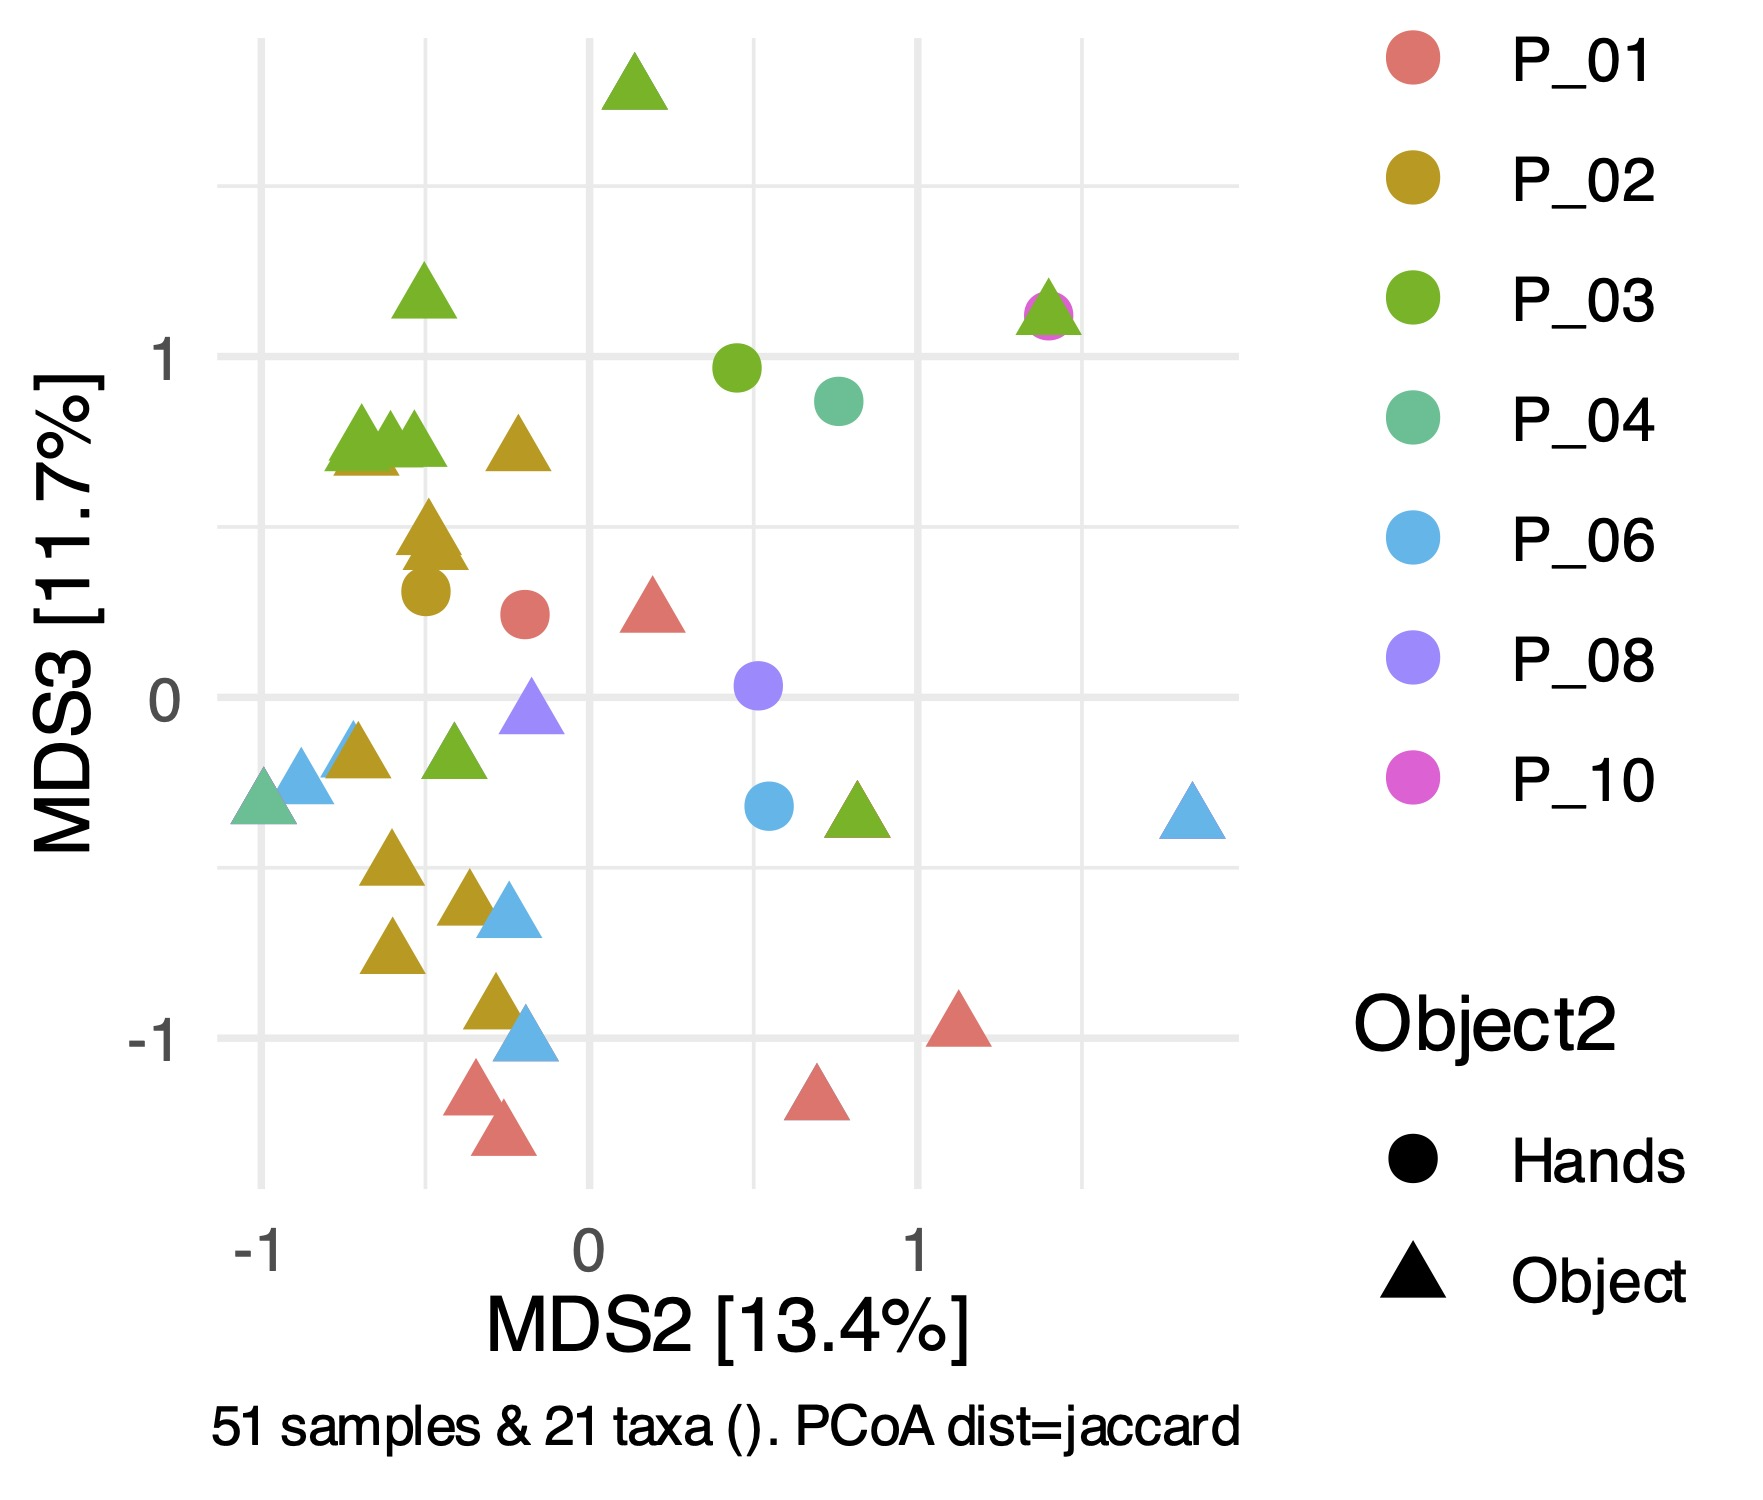 P_01
P_02
P_03
P_04
P_06
P_08
P_10
Object2
Hands
Object
MDS3 [11.7%]
1
0
-1
-1
0
1
MDS2 [13.4%]
51 samples & 21 taxa (). PCoA dist=jaccard